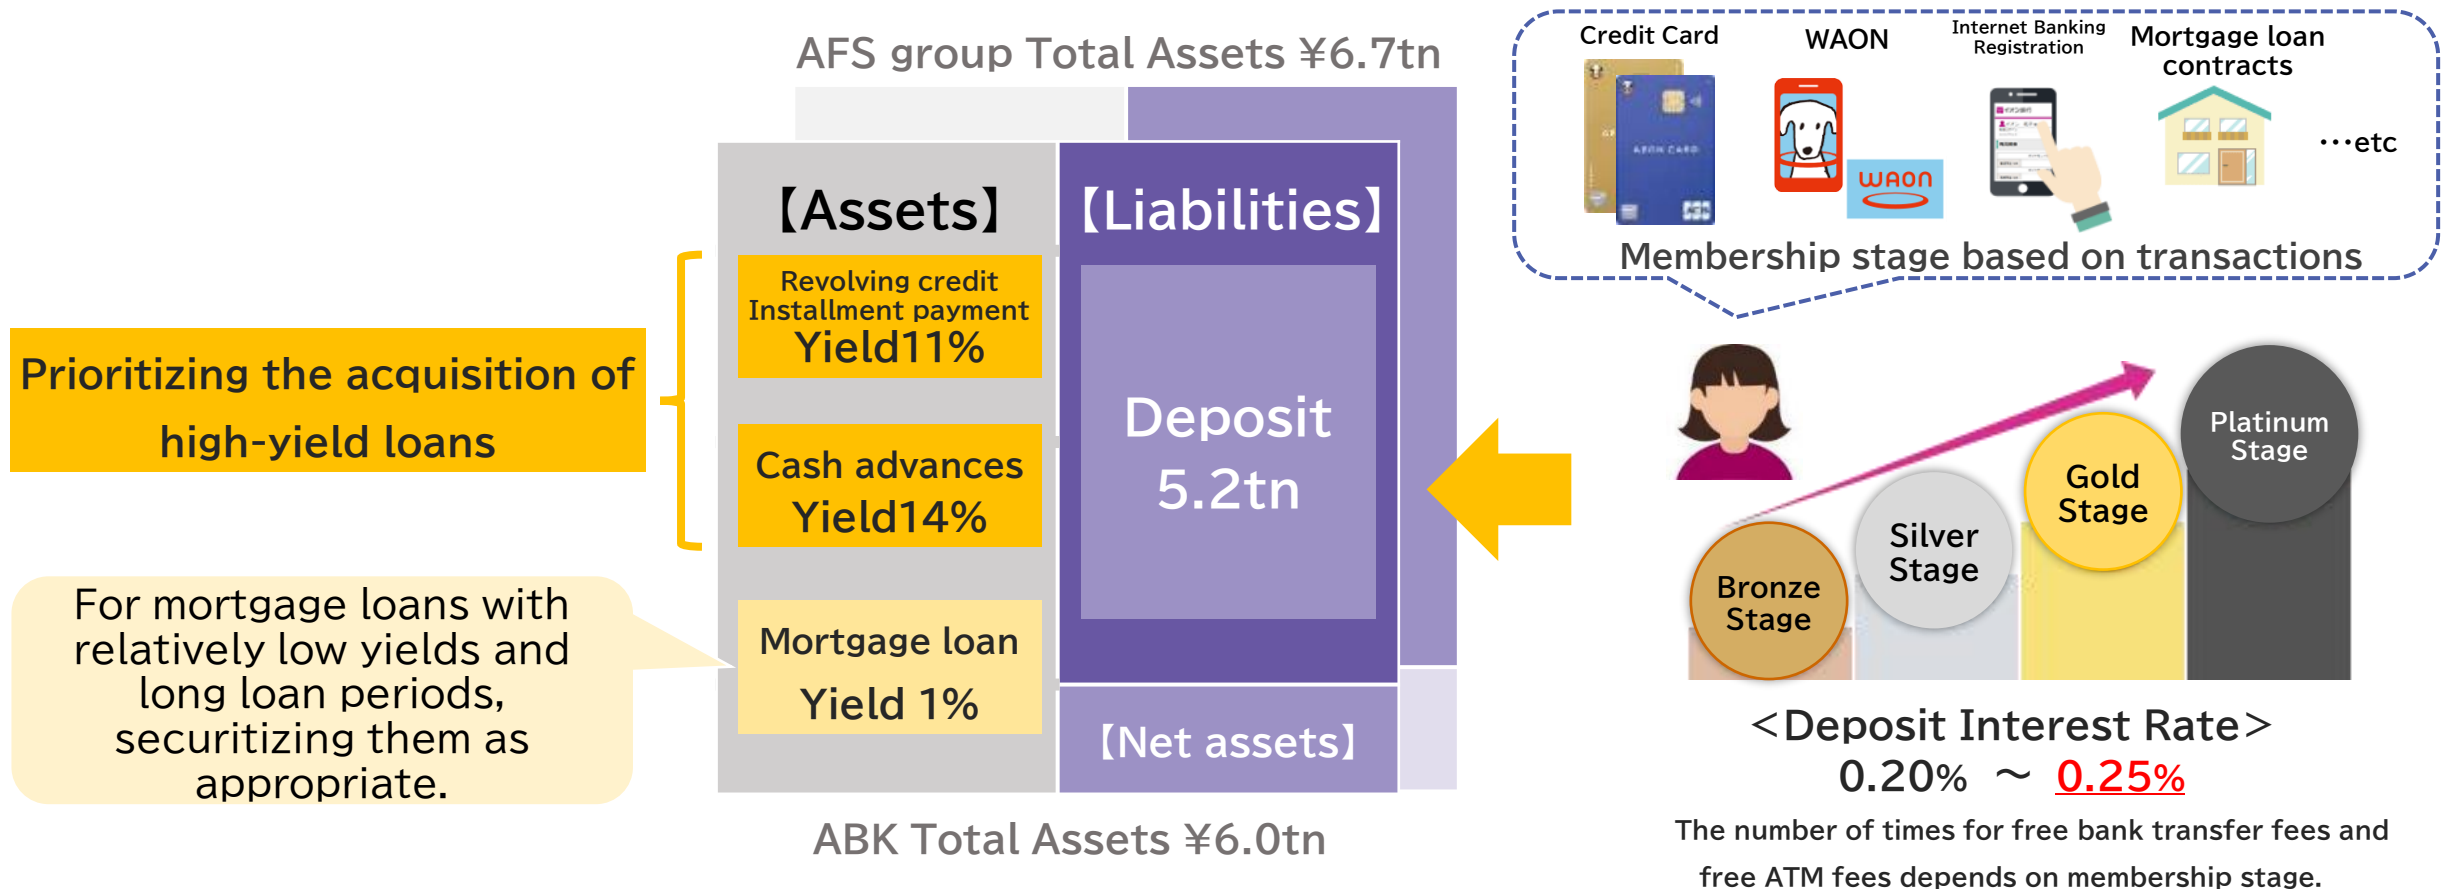 AFS group Total Assets ¥6.7tn
【Assets】
【Liabilities】
Revolving credit
Installment payment
Yield11%
Cash advances
Yield14%
Mortgage loan
Yield 1%
Deposit
5.2tn
【Net assets】
ABK Total Assets ¥6.0tn
Prioritizing the acquisition of
high-yield loans
For mortgage loans with
relatively low yields and
long loan periods,
securitizing them as
appropriate.
Credit Card
WAON
Internet Banking
Registration
Mortgage loan
contracts
AEON CARD
JCB
WAON
…etc
Membership stage based on transactions
Bronze
Stage
Silver
Stage
Gold
Stage
Platinum
Stage
<Deposit Interest Rate>
0.20% ～ 0.25%
The number of times for free bank transfer fees and
free ATM fees depends on membership stage.